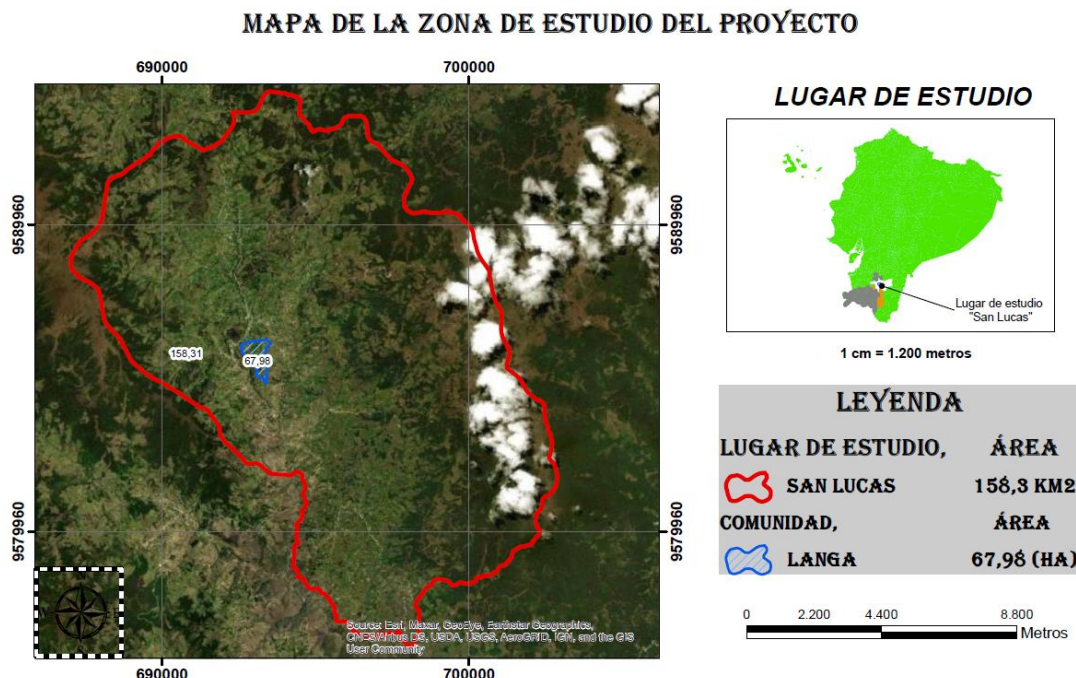 MAPA DE LA ZONA DE ESTUDIO DEL PROYECTO
690000
700000
9589960
9589960
158,31
67,98
9579960
9579960
Source: Esri, Maxar, GeoEye, Earthstar Geographics,
CNES/Airbus DS, USDA, USGS, AeroGRID, IGN, and the GIS
User Community
690000
700000
LUGAR DE ESTUDIO
Lugar de estudio
"San Lucas"
1 cm = 1.200 metros
LEYENDA
LUGAR DE ESTUDIO, ÁREA
SAN LUCAS 158,3 KM2
COMUNIDAD, ÁREA
LANGA 67,98 (HA)
0 2.200 4.400 8.800
Metros